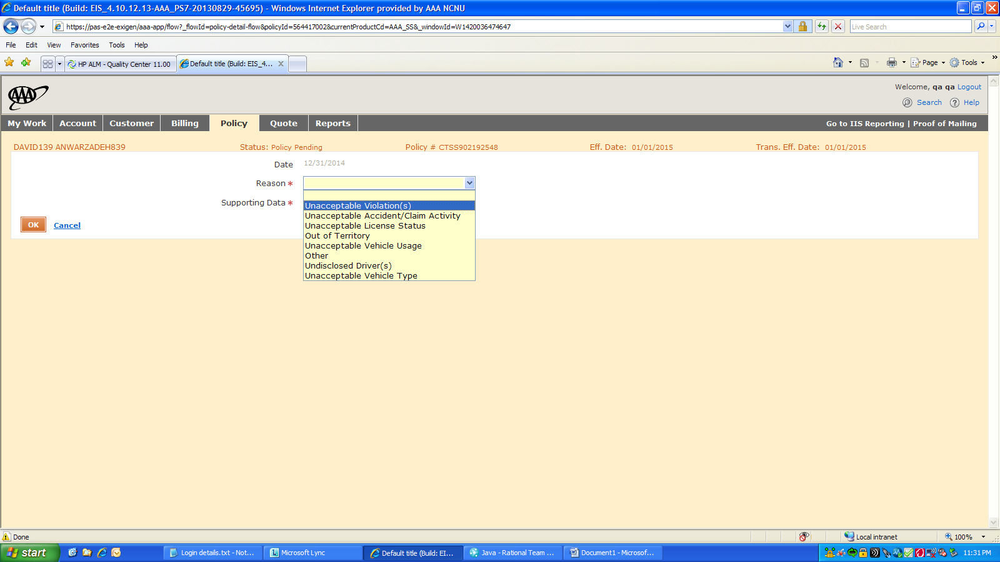 Default title (Build: EIS_4.10.12.13-AAA_PS7-20130829-45695) - Windows Internet Explorer provided by AAA NCNU
https://pas-e2e-exigen/aaa-app/flow?_flowId=policy-detail-flow&policyId=564417002&currentProductCd=AAA_SS&_windowId=W1420036474647
Live Search
File Edit View Favorites Tools Help
HP ALM - Quality Center 11.00
Default title (Build: EIS_4...
Page Tools
AAA
Welcome, qa qa Logout
Search Help
My Work Account Customer Billing Policy Quote Reports
Go to IIS Reporting | Proof of Mailing
DAVID139 ANWARZADEH839 Status: Policy Pending Policy # CTSS902192548 Eff. Date: 01/01/2015 Trans. Eff. Date: 01/01/2015
Date 12/31/2014
Reason *
Supporting Data *
Unacceptable Violation(s)
Unacceptable Accident/Claim Activity
Unacceptable License Status
Out of Territory
Unacceptable Vehicle Usage
Other
Undisclosed Driver(s)
Unacceptable Vehicle Type
OK Cancel
Done
Local intranet
100%
start
Login details.txt - Not...
Microsoft Lync
Default title (Build: EI...
Java - Rational Team ...
Document1 - Microsof...
11:31 PM